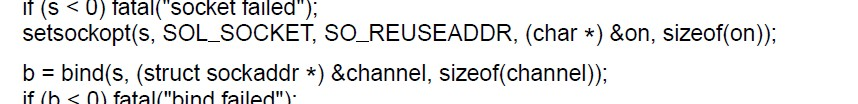 if (s < 0) fatal("socket failed");
setsockopt(s, SOL_SOCKET, SO_REUSEADDR, (char *) &on, sizeof(on));
b = bind(s, (struct sockaddr *) &channel, sizeof(channel));
if (b < 0) fatal("bind failed");